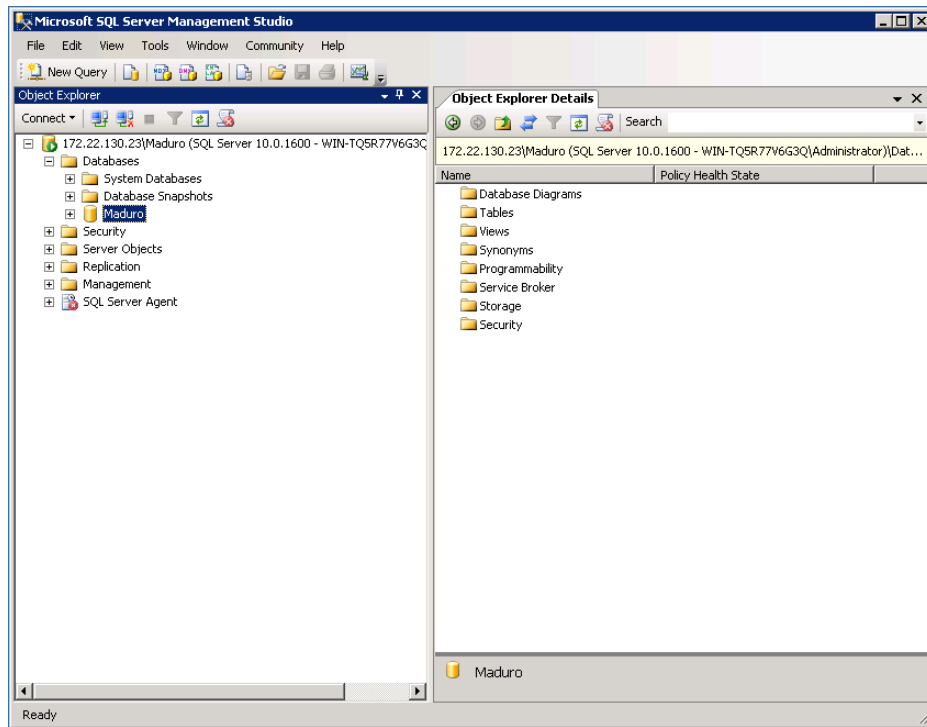 Microsoft SQL Server Management Studio
File Edit View Tools Window Community Help
New Query
Object Explorer
Connect
172.22.130.23\Maduro (SQL Server 10.0.1600 - WIN-TQ5R77V6G3Q
Databases
System Databases
Database Snapshots
Maduro
Security
Server Objects
Replication
Management
SQL Server Agent
Object Explorer Details
Search
172.22.130.23\Maduro (SQL Server 10.0.1600 - WIN-TQ5R77V6G3Q\Administrator)\Dat...
Name Policy Health State
Database Diagrams
Tables
Views
Synonyms
Programmability
Service Broker
Storage
Security
Maduro
Ready